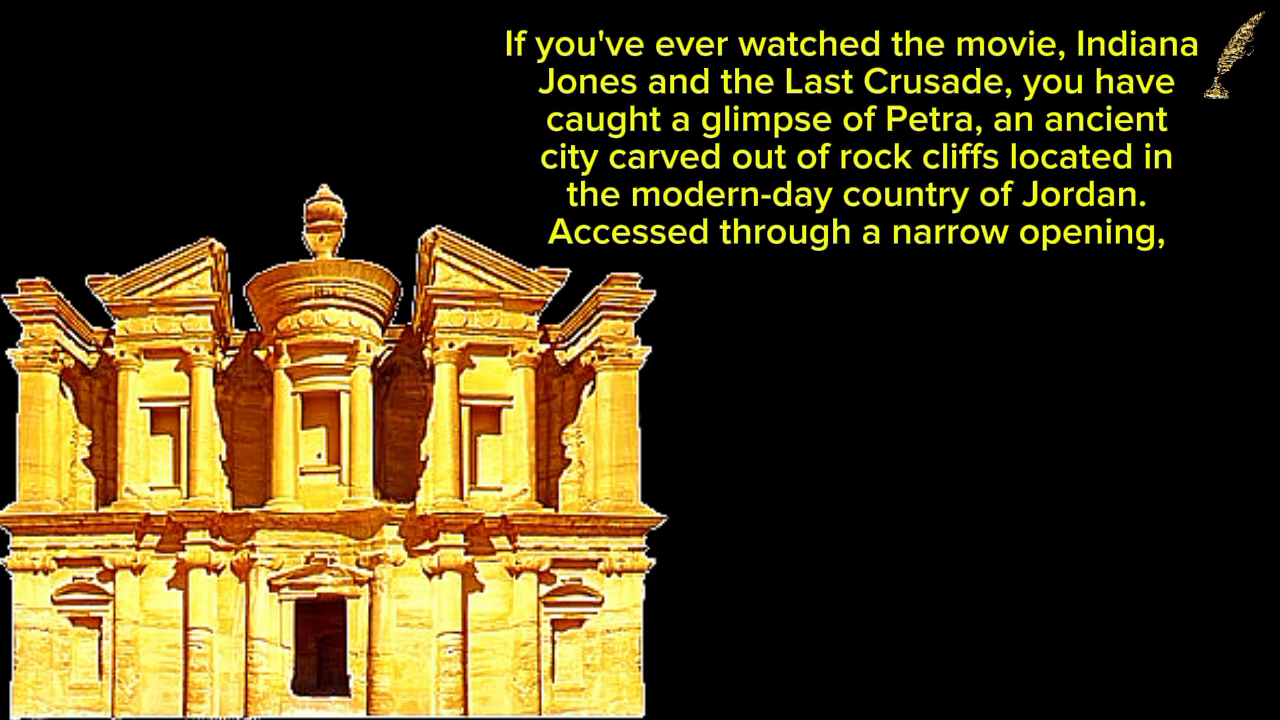 If you've ever watched the movie, Indiana
Jones and the Last Crusade, you have
caught a glimpse of Petra, an ancient
city carved out of rock cliffs located in
the modern-day country of Jordan.
Accessed through a narrow opening,